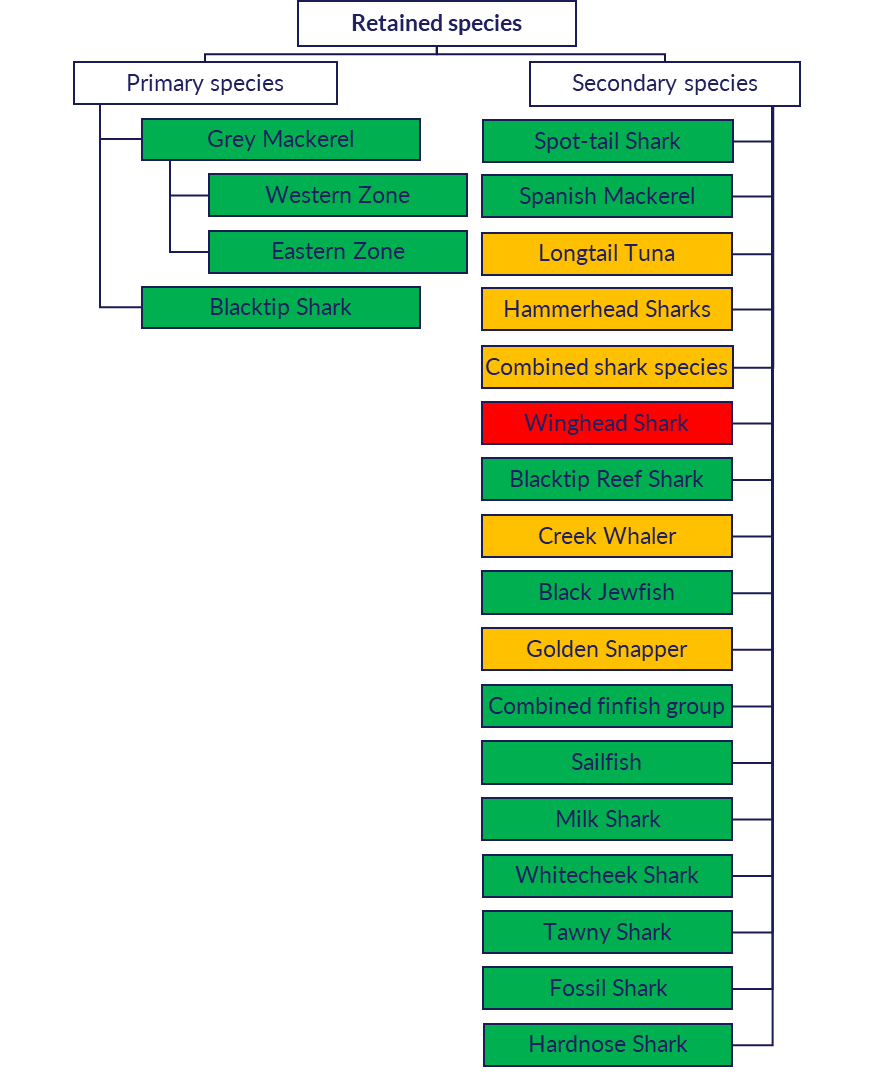 Retained species
Primary species
Grey Mackerel
Western Zone
Eastern Zone
Blacktip Shark
Secondary species
Spot-tail Shark
Spanish Mackerel
Longtail Tuna
Hammerhead Sharks
Combined shark species
Winghead Shark
Blacktip Reef Shark
Creek Whaler
Black Jewfish
Golden Snapper
Combined finfish group
Sailfish
Milk Shark
Whitecheek Shark
Tawny Shark
Fossil Shark
Hardnose Shark